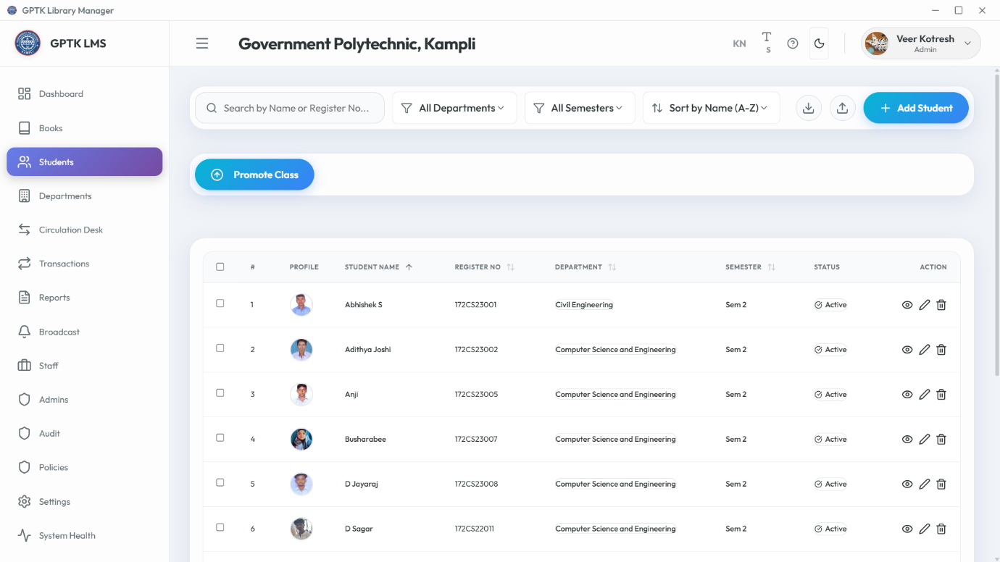 GPTK Library Manager
GPTK LMS
Government Polytechnic, Kampli
KN
T
S
Veer Kotresh
Admin
Dashboard
Books
Students
Departments
Circulation Desk
Transactions
Reports
Broadcast
Staff
Admins
Audit
Policies
Settings
System Health
Search by Name or Register No...
All Departments
All Semesters
Sort by Name (A-Z)
Add Student
Promote Class
# PROFILE STUDENT NAME REGISTER NO DEPARTMENT SEMESTER STATUS ACTION
1 Abhishek S 172CS23001 Civil Engineering Sem 2 Active
2 Adithya Joshi 172CS23002 Computer Science and Engineering Sem 2 Active
3 Anji 172CS23005 Computer Science and Engineering Sem 2 Active
4 Busharabee 172CS23007 Computer Science and Engineering Sem 2 Active
5 D Jayaraj 172CS23008 Computer Science and Engineering Sem 2 Active
6 D Sagar 172CS22011 Computer Science and Engineering Sem 2 Active